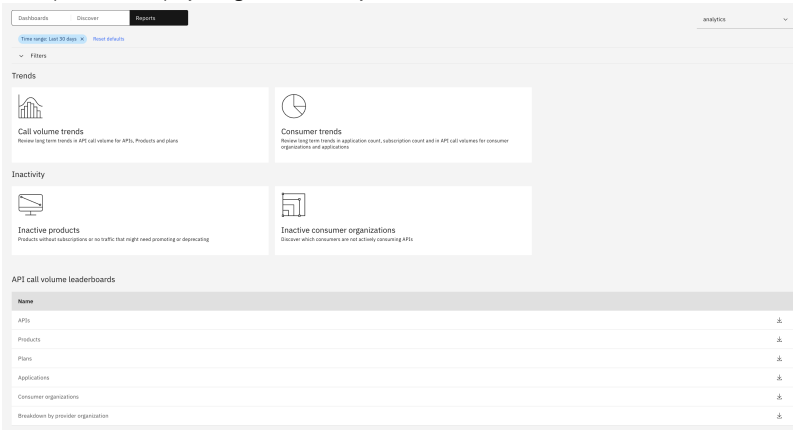 Dashboards
Discover
Reports
analytics
Time range: Last 30 days ×
Reset defaults
Filters
Trends
Call volume trends
Review long term trends in API call volume for APIs, Products and plans
Consumer trends
Review long term trends in application count, subscription count and in API call volumes for consumer
organizations and applications
Inactivity
Inactive products
Products without subscriptions or no traffic that might need promoting or deprecating
Inactive consumer organizations
Discover which consumers are not actively consuming APIs
API call volume leaderboards
Name
APIs
Products
Plans
Applications
Consumer organizations
Breakdown by provider organization